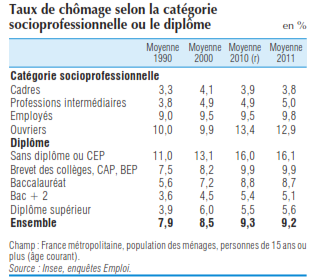 Taux de chômage selon la catégorie
socioprofessionnelle ou le diplôme en %
Moyenne Moyenne Moyenne Moyenne
1990 2000 2010 (r) 2011
Catégorie socioprofessionnelle
Cadres 3,3 4,1 3,9 3,8
Professions intermédiaires 3,8 4,9 4,9 5,0
Employés 9,0 9,5 9,5 9,8
Ouvriers 10,0 9,9 13,4 12,9
Diplôme
Sans diplôme ou CEP 11,0 13,1 16,0 16,1
Brevet des collèges, CAP, BEP 7,5 8,2 9,9 9,9
Baccalauréat 5,6 7,2 8,8 8,7
Bac + 2 3,6 4,5 5,4 5,1
Diplôme supérieur 3,9 6,0 5,5 5,6
Ensemble 7,9 8,5 9,3 9,2
Champ : France métropolitaine, population des ménages, personnes de 15 ans ou
plus (âge courant).
Source : Insee, enquêtes Emploi.